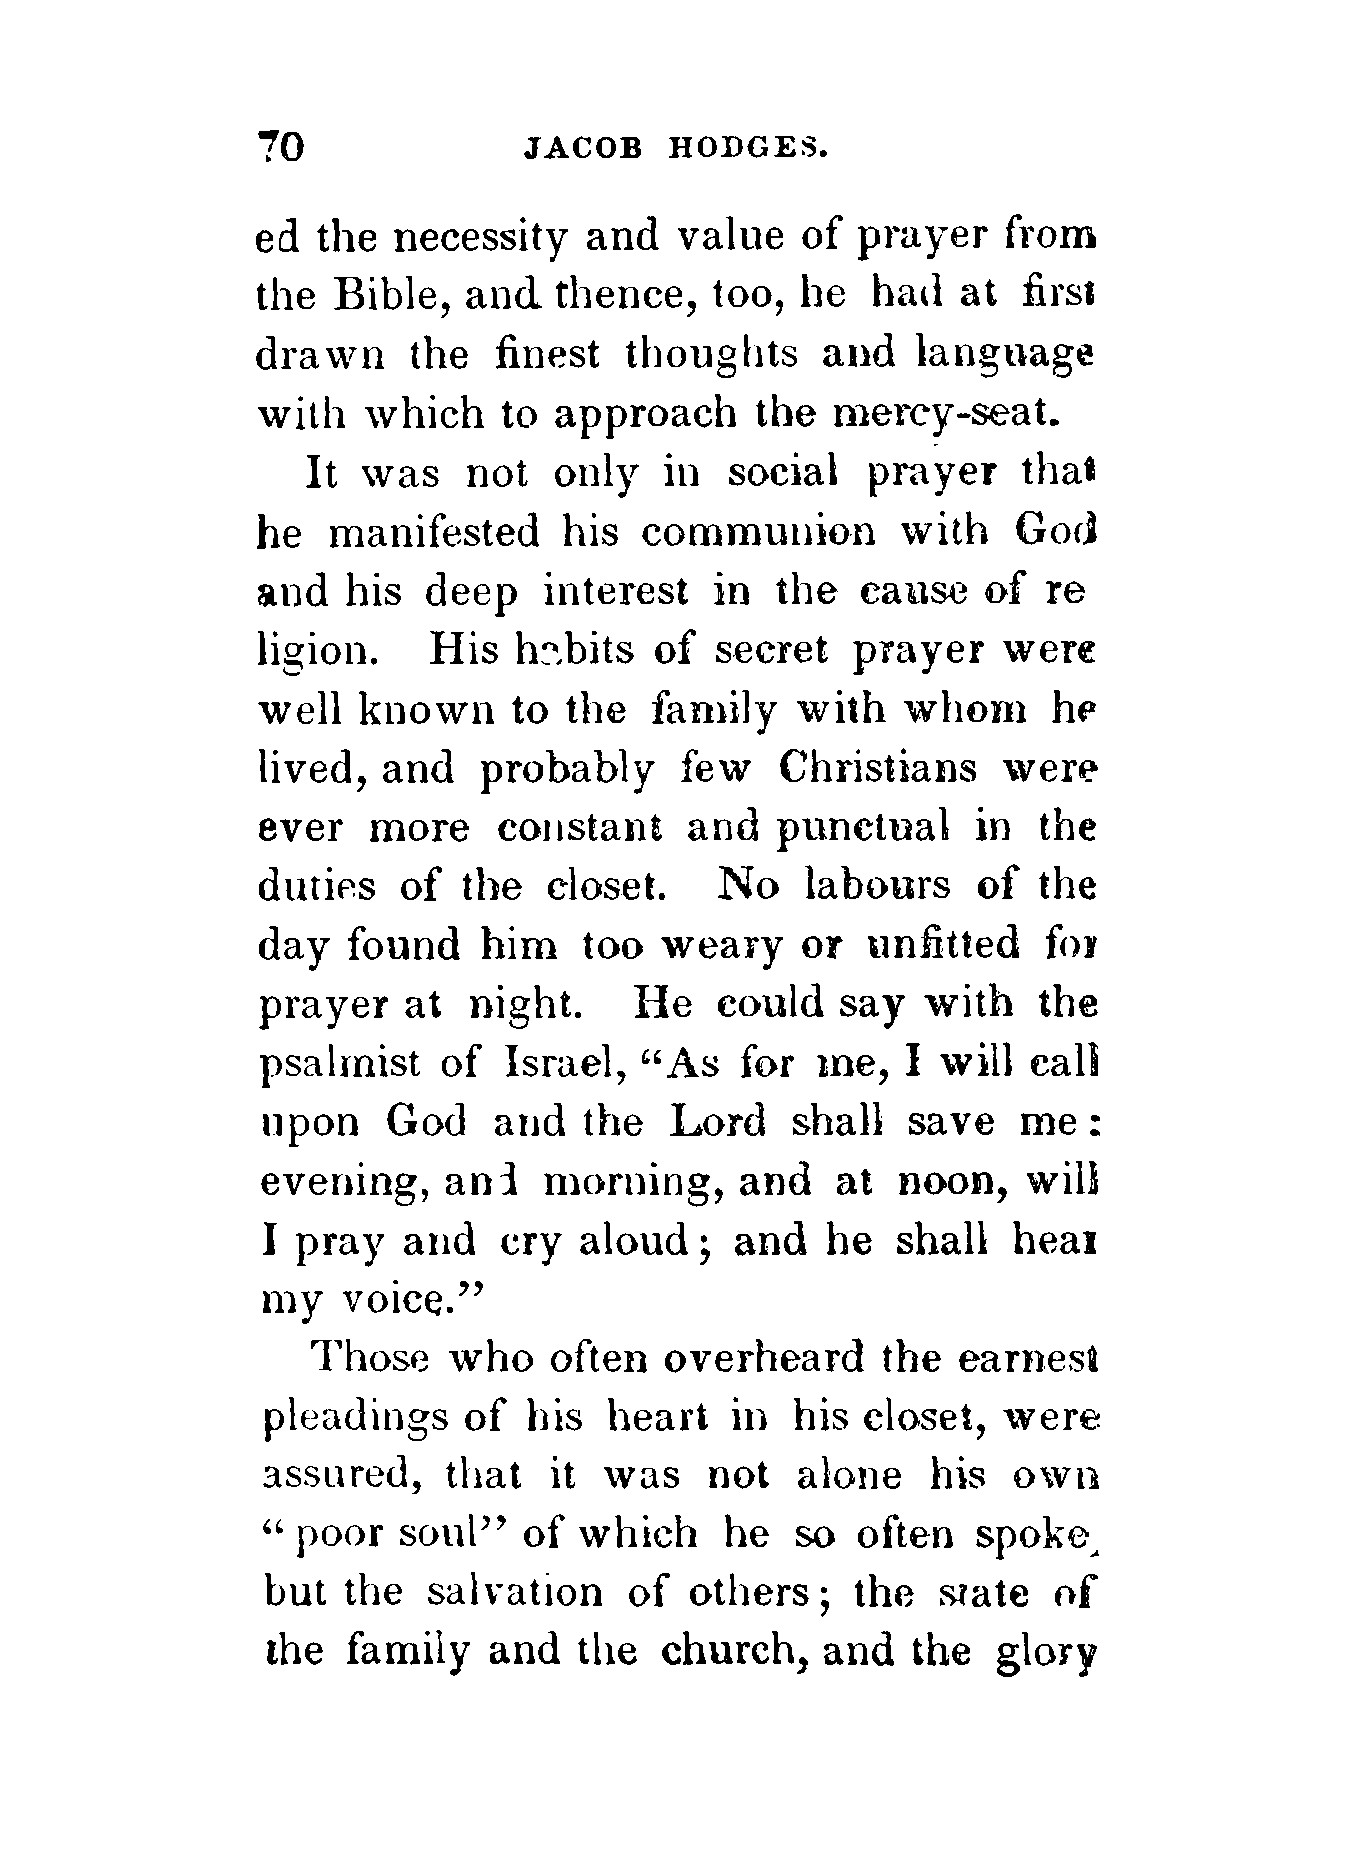 70 JACOB HODGES.
ed the necessity and value of prayer from
the Bible, and thence, too, he had at first
drawn the finest thoughts and language
with which to approach the mercy-seat.
It was not only in social prayer that
he manifested his communion with God
and his deep interest in the cause of re
ligion. His habits of secret prayer were
well known to the family with whom he
lived, and probably few Christians were
ever more constant and punctual in the
duties of the closet. No labours of the
day found him too weary or unfitted for
prayer at night. He could say with the
psalmist of Israel, “As for me, I will call
upon God and the Lord shall save me :
evening, and morning, and at noon, will
I pray and cry aloud ; and he shall hear
my voice.”
Those who often overheard the earnest
pleadings of his heart in his closet, were
assured, that it was not alone his own
“ poor soul” of which he so often spoke,
but the salvation of others ; the state of
the family and the church, and the glory